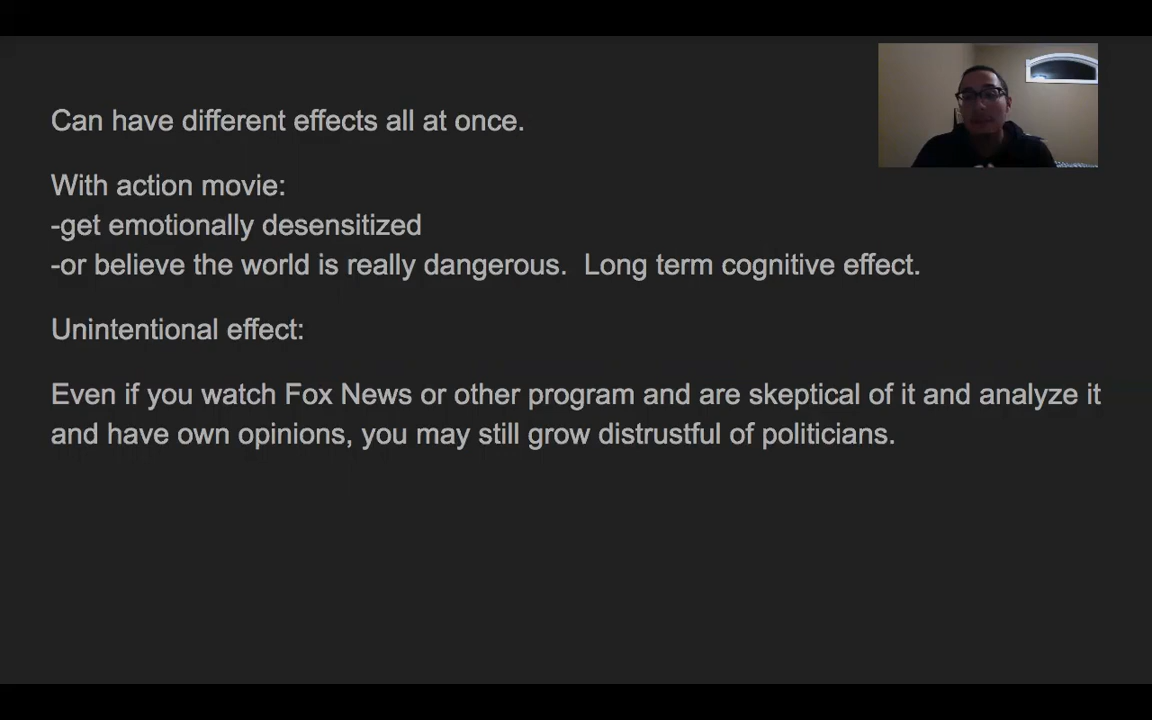 Can have different effects all at once.
With action movie:
-get emotionally desensitized
-or believe the world is really dangerous.  Long term cognitive effect.
Unintentional effect:
Even if you watch Fox News or other program and are skeptical of it and analyze it
and have own opinions, you may still grow distrustful of politicians.